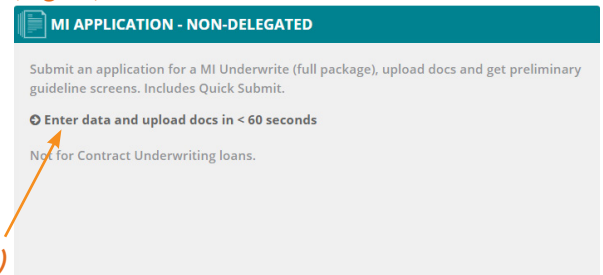 MI APPLICATION - NON-DELEGATED
Submit an application for a MI Underwrite (full package), upload docs and get preliminary
guideline screens. Includes Quick Submit.
Enter data and upload docs in < 60 seconds
Not for Contract Underwriting loans.